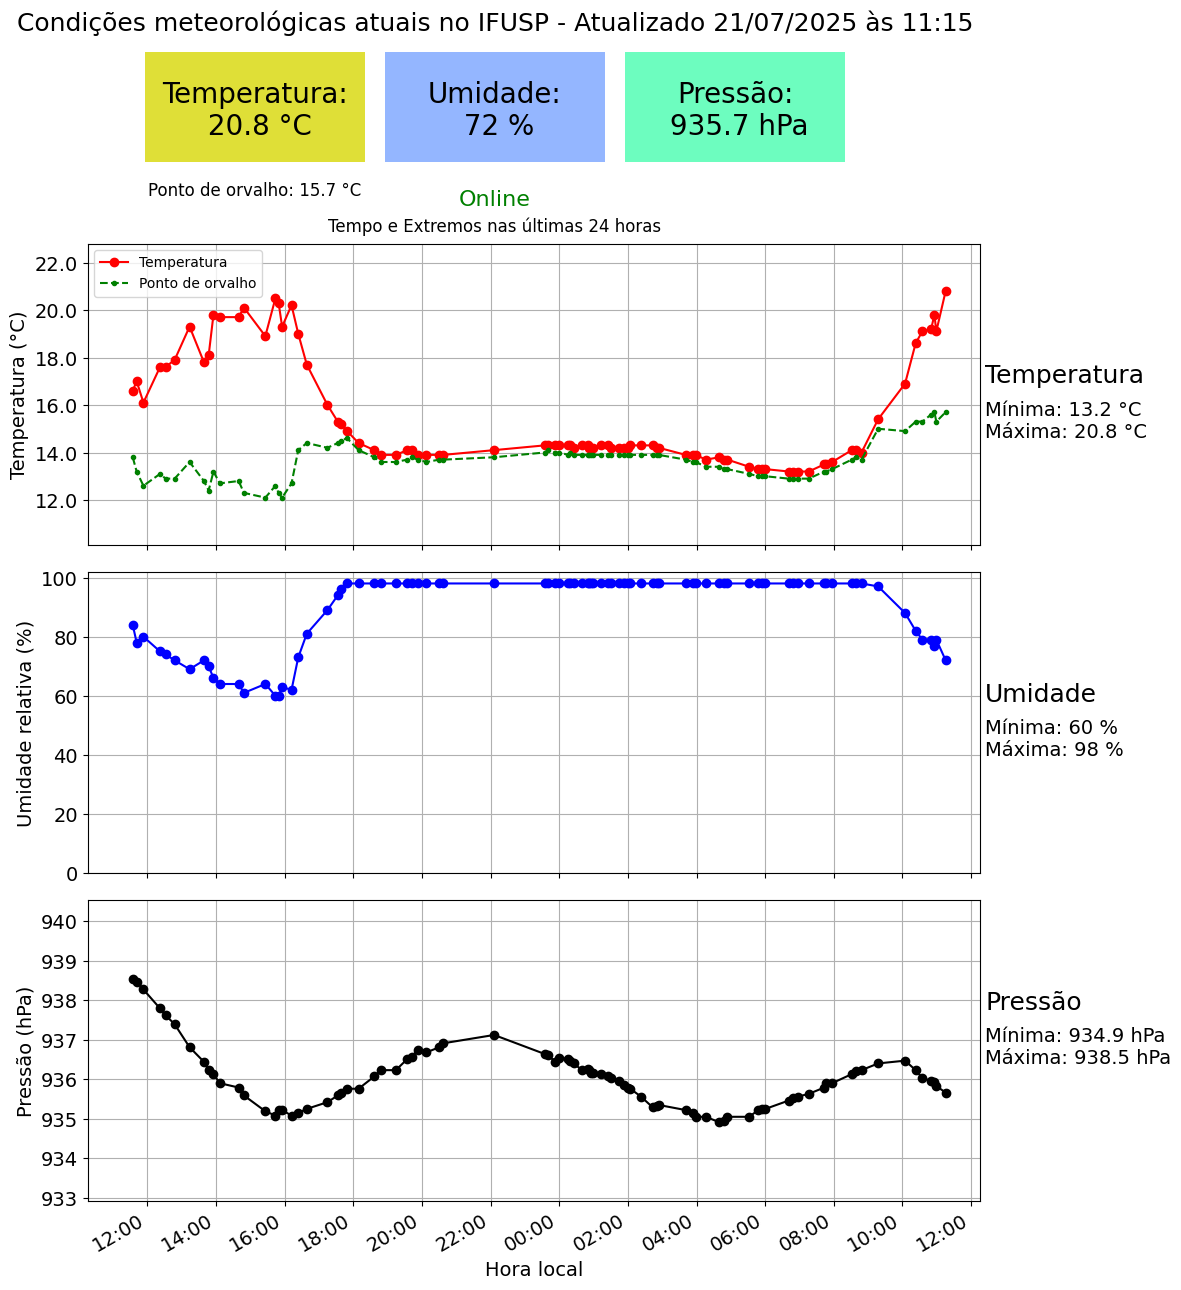 Condições meteorológicas atuais no IFUSP - Atualizado 21/07/2025 às 11:15
Temperatura:
20.8 °C
Umidade:
72 %
Pressão:
935.7 hPa
Ponto de orvalho: 15.7 °C
Online
Tempo e Extremos nas últimas 24 horas
Temperatura (°C)
22.0
20.0
18.0
16.0
14.0
12.0
Temperatura
Ponto de orvalho
Temperatura
Mínima: 13.2 °C
Máxima: 20.8 °C
Umidade relativa (%)
100
80
60
40
20
0
Umidade
Mínima: 60 %
Máxima: 98 %
Pressão (hPa)
940
939
938
937
936
935
934
933
Pressão
Mínima: 934.9 hPa
Máxima: 938.5 hPa
12:00 14:00 16:00 18:00 20:00 22:00 00:00 02:00 04:00 06:00 08:00 10:00 12:00
Hora local